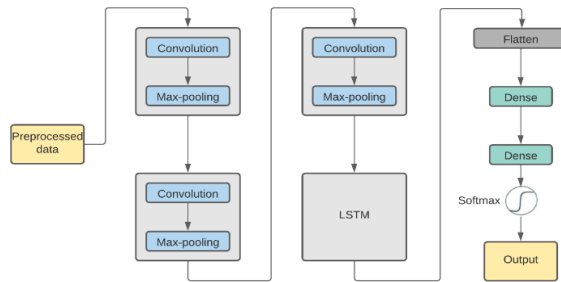 Preprocessed
data
Convolution
Max-pooling
Convolution
Max-pooling
Convolution
Max-pooling
LSTM
Flatten
Dense
Dense
Softmax
Output